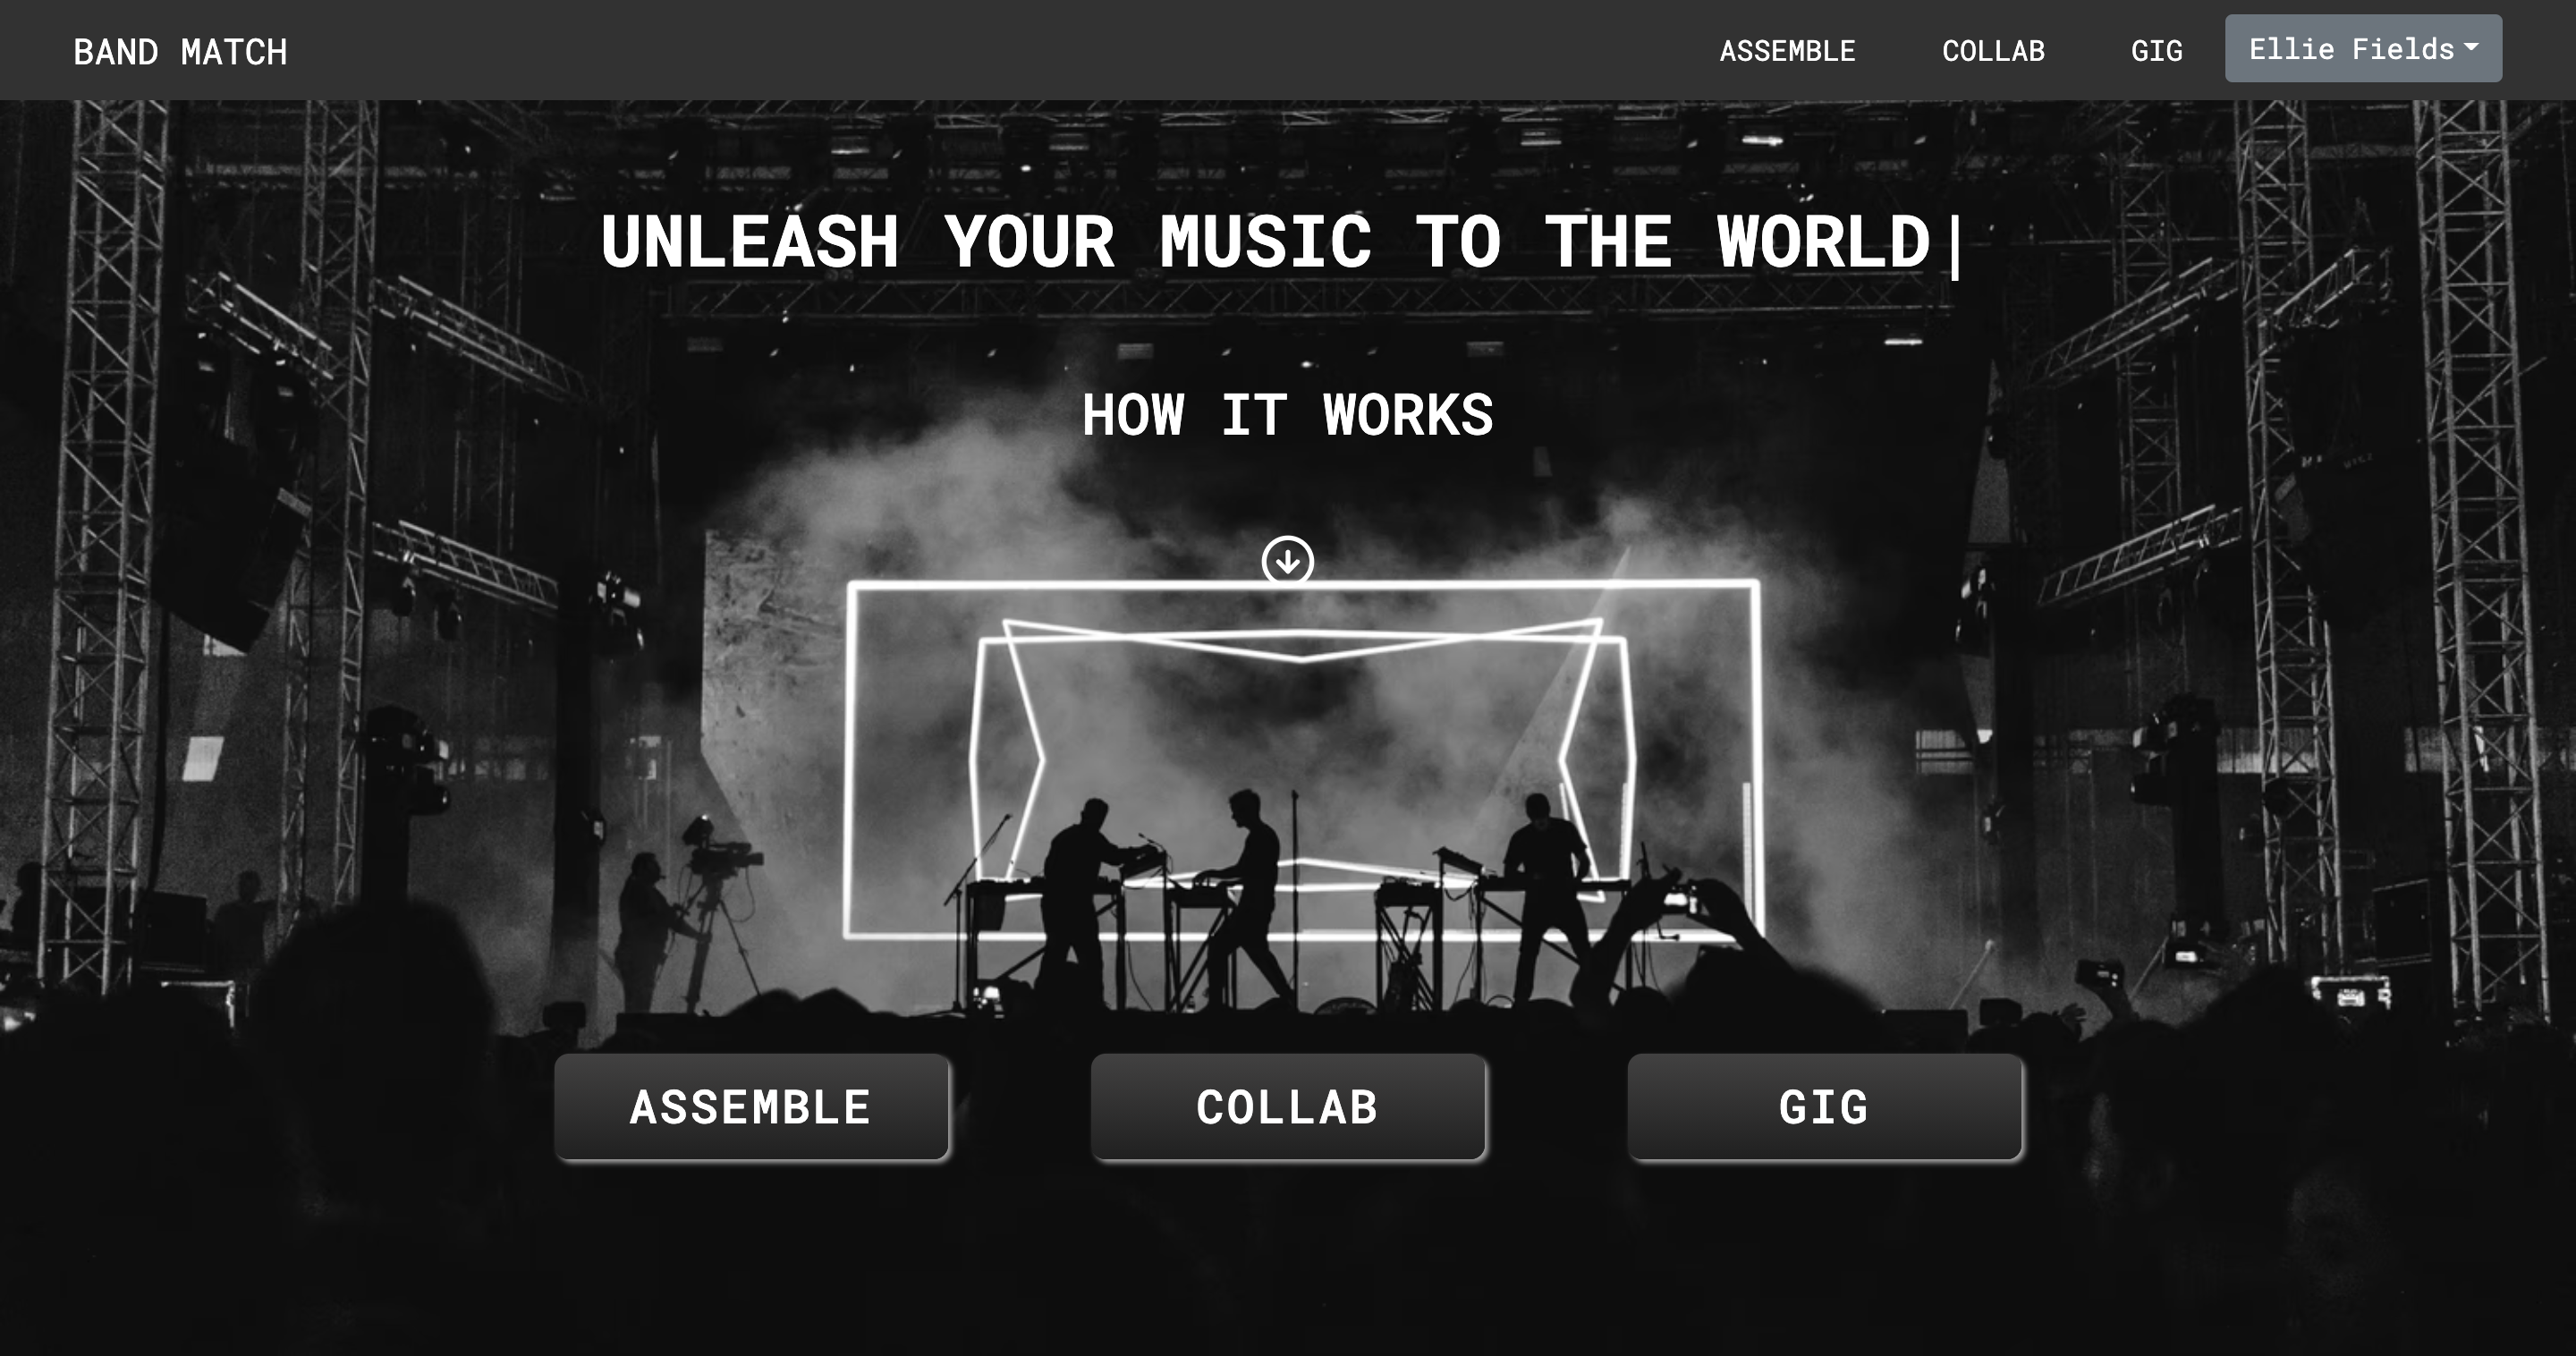 BAND MATCH
ASSEMBLE COLLAB GIG Ellie Fields
UNLEASH YOUR MUSIC TO THE WORLD|
HOW IT WORKS
ASSEMBLE COLLAB GIG